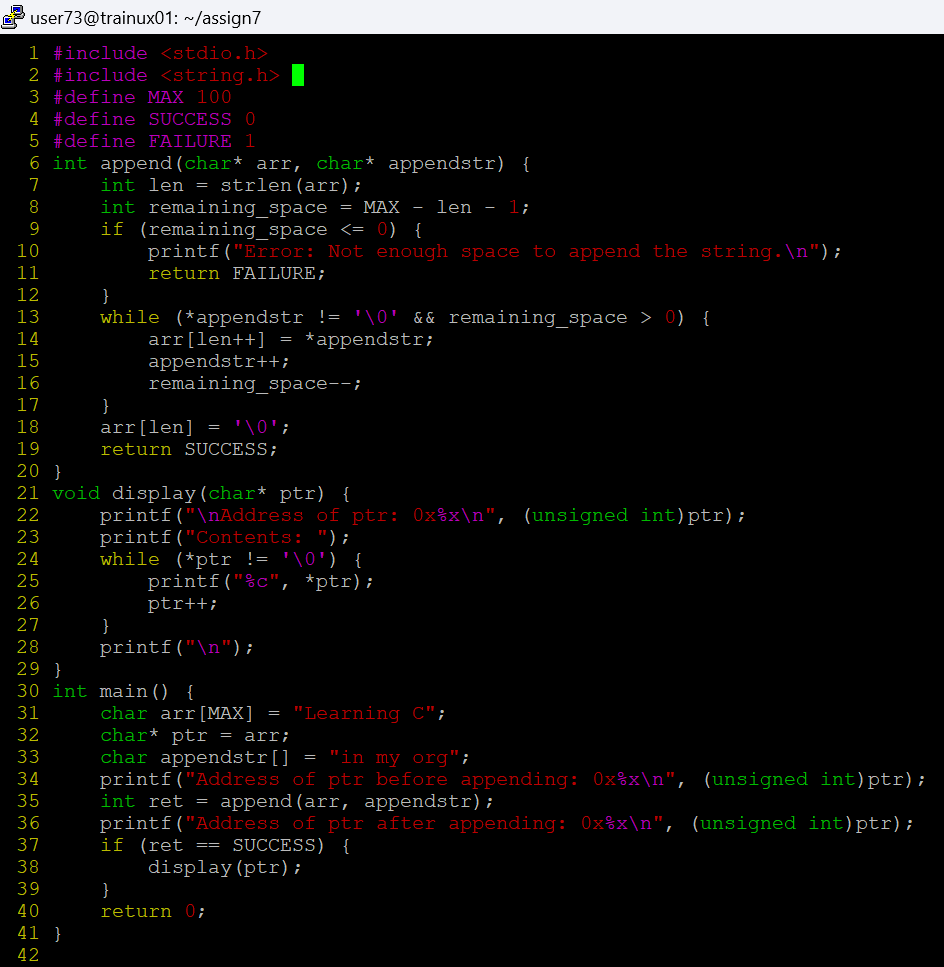 user73@trainux01: ~/assign7
1 #include <stdio.h>
2 #include <string.h>
3 #define MAX 100
4 #define SUCCESS 0
5 #define FAILURE 1
6 int append(char* arr, char* appendstr) {
7     int len = strlen(arr);
8     int remaining_space = MAX - len - 1;
9     if (remaining_space <= 0) {
10         printf("Error: Not enough space to append the string.\n");
11         return FAILURE;
12     }
13     while (*appendstr != '\0' && remaining_space > 0) {
14         arr[len++] = *appendstr;
15         appendstr++;
16         remaining_space--;
17     }
18     arr[len] = '\0';
19     return SUCCESS;
20 }
21 void display(char* ptr) {
22     printf("\nAddress of ptr: 0x%x\n", (unsigned int)ptr);
23     printf("Contents: ");
24     while (*ptr != '\0') {
25         printf("%c", *ptr);
26         ptr++;
27     }
28     printf("\n");
29 }
30 int main() {
31     char arr[MAX] = "Learning C";
32     char* ptr = arr;
33     char appendstr[] = "in my org";
34     printf("Address of ptr before appending: 0x%x\n", (unsigned int)ptr);
35     int ret = append(arr, appendstr);
36     printf("Address of ptr after appending: 0x%x\n", (unsigned int)ptr);
37     if (ret == SUCCESS) {
38         display(ptr);
39     }
40     return 0;
41 }
42